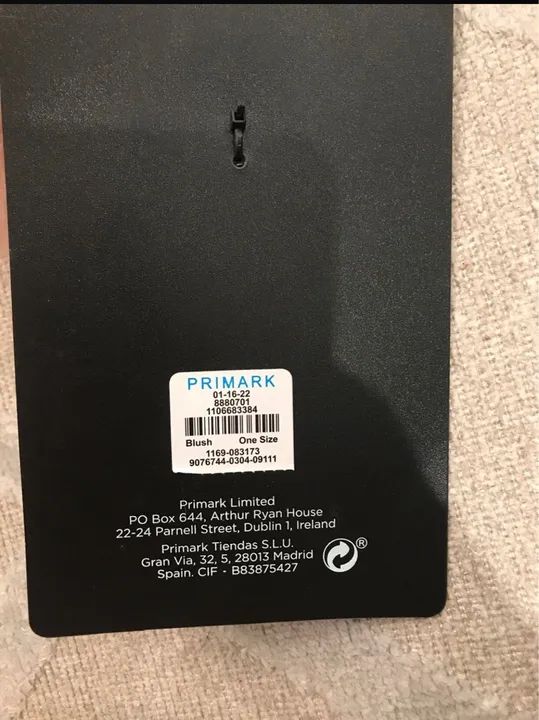 PRIMARK
01-16-22
8880701
1106683384
Blush One Size
1169-083173
9076744-0304-09111
Primark Limited
PO Box 644, Arthur Ryan House
22-24 Parnell Street, Dublin 1, Ireland
Primark Tiendas S.L.U.
Gran Via, 32, 5, 28013 Madrid
Spain. CIF - B83875427
®